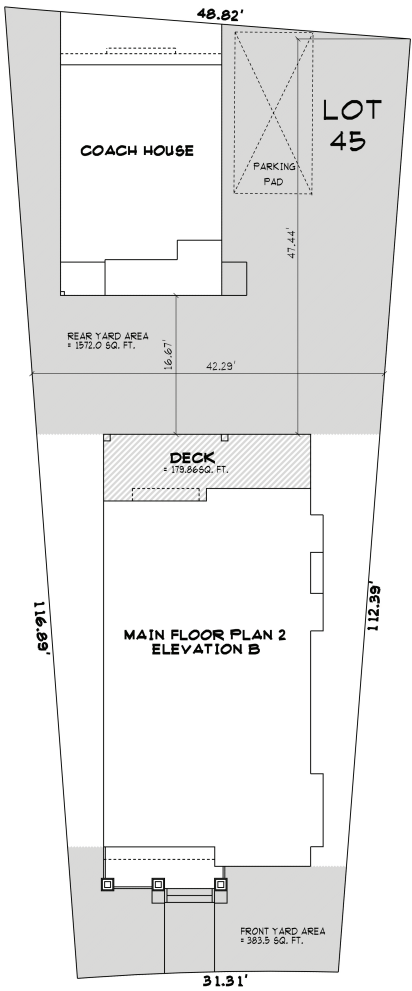 48.82'
LOT
45
COACH HOUSE
PARKING
PAD
47.44'
REAR YARD AREA
= 1572.0 SQ. FT.
16.67'
42.29'
DECK
= 179.86SQ. FT.
116.89'
112.39'
MAIN FLOOR PLAN 2
ELEVATION B
FRONT YARD AREA
= 383.5 SQ. FT.
31.31'